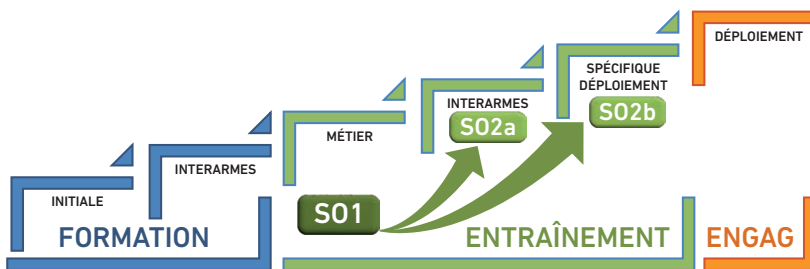 DÉPLOIEMENT
SPÉCIFIQUE
DÉPLOIEMENT
SO2b
INTERARMES
SO2a
MÉTIER
INTERARMES
INITIALE
SO1
FORMATION
ENTRAÎNEMENT
ENGAG